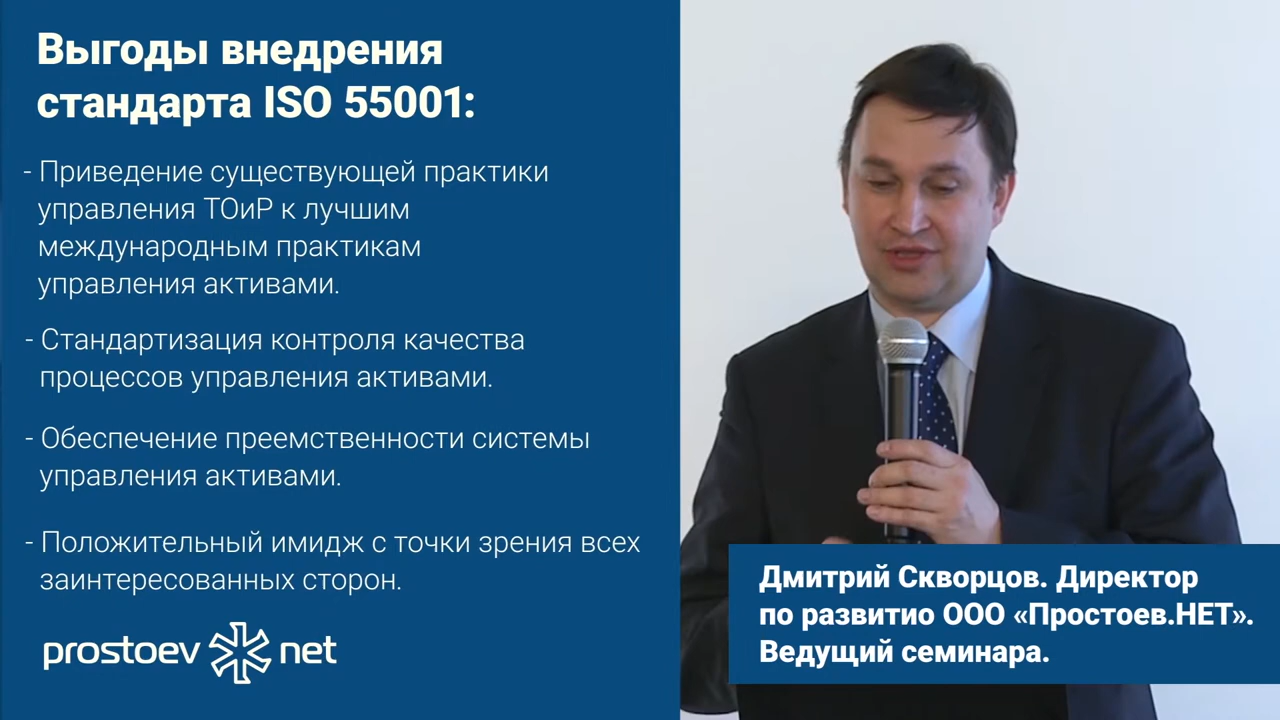 Выгоды внедрения
стандарта ISO 55001:
- Приведение существующей практики
управления ТОиР к лучшим
международным практикам
управления активами.
- Стандартизация контроля качества
процессов управления активами.
- Обеспечение преемственности системы
управления активами.
- Положительный имидж с точки зрения всех
заинтересованных сторон.
prostoev net
Дмитрий Скворцов. Директор
по развитио ООО «Простоев.НЕТ».
Ведущий семинара.